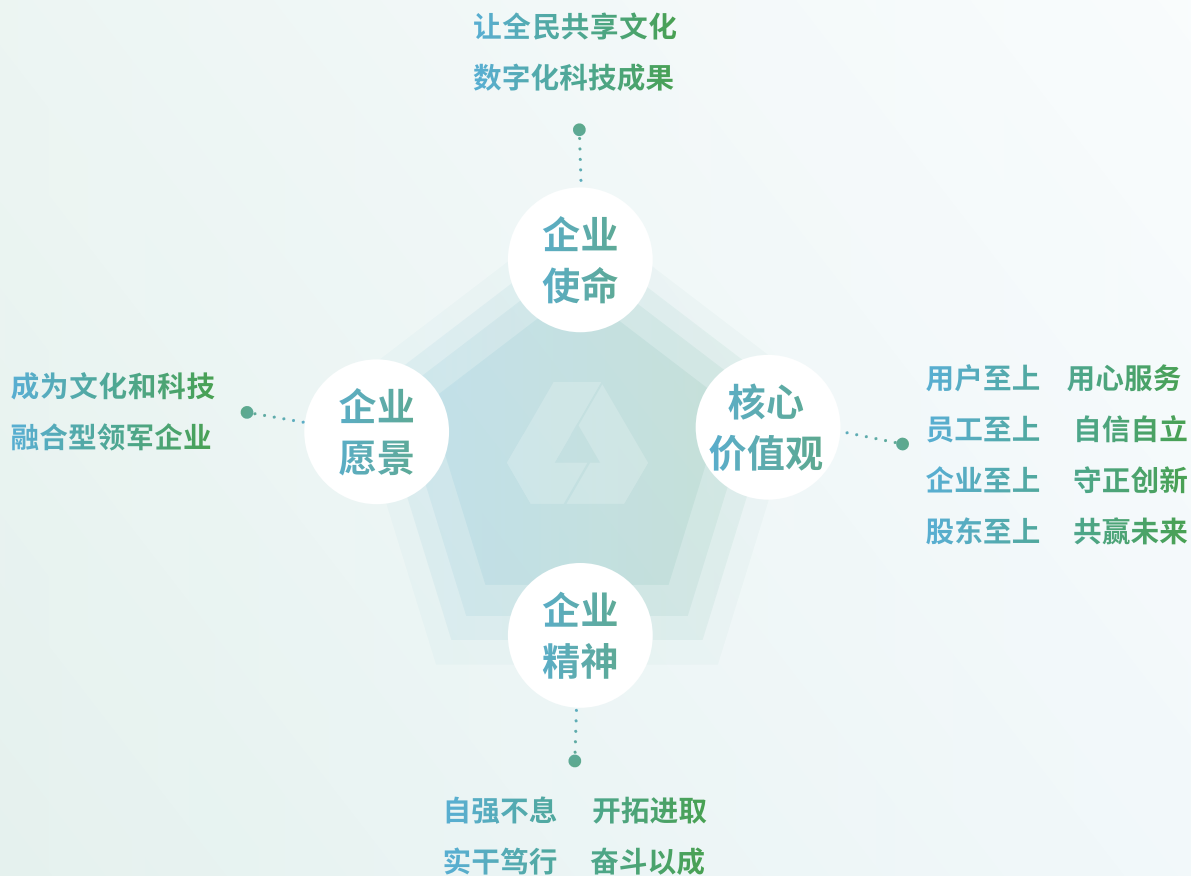 让全民共享文化
数字化科技成果
企业
使命
成为文化和科技
融合型领军企业
企业
愿景
核心
价值观
用户至上 用心服务
员工至上 自信自立
企业至上 守正创新
股东至上 共赢未来
企业
精神
自强不息 开拓进取
实干笃行 奋斗以成